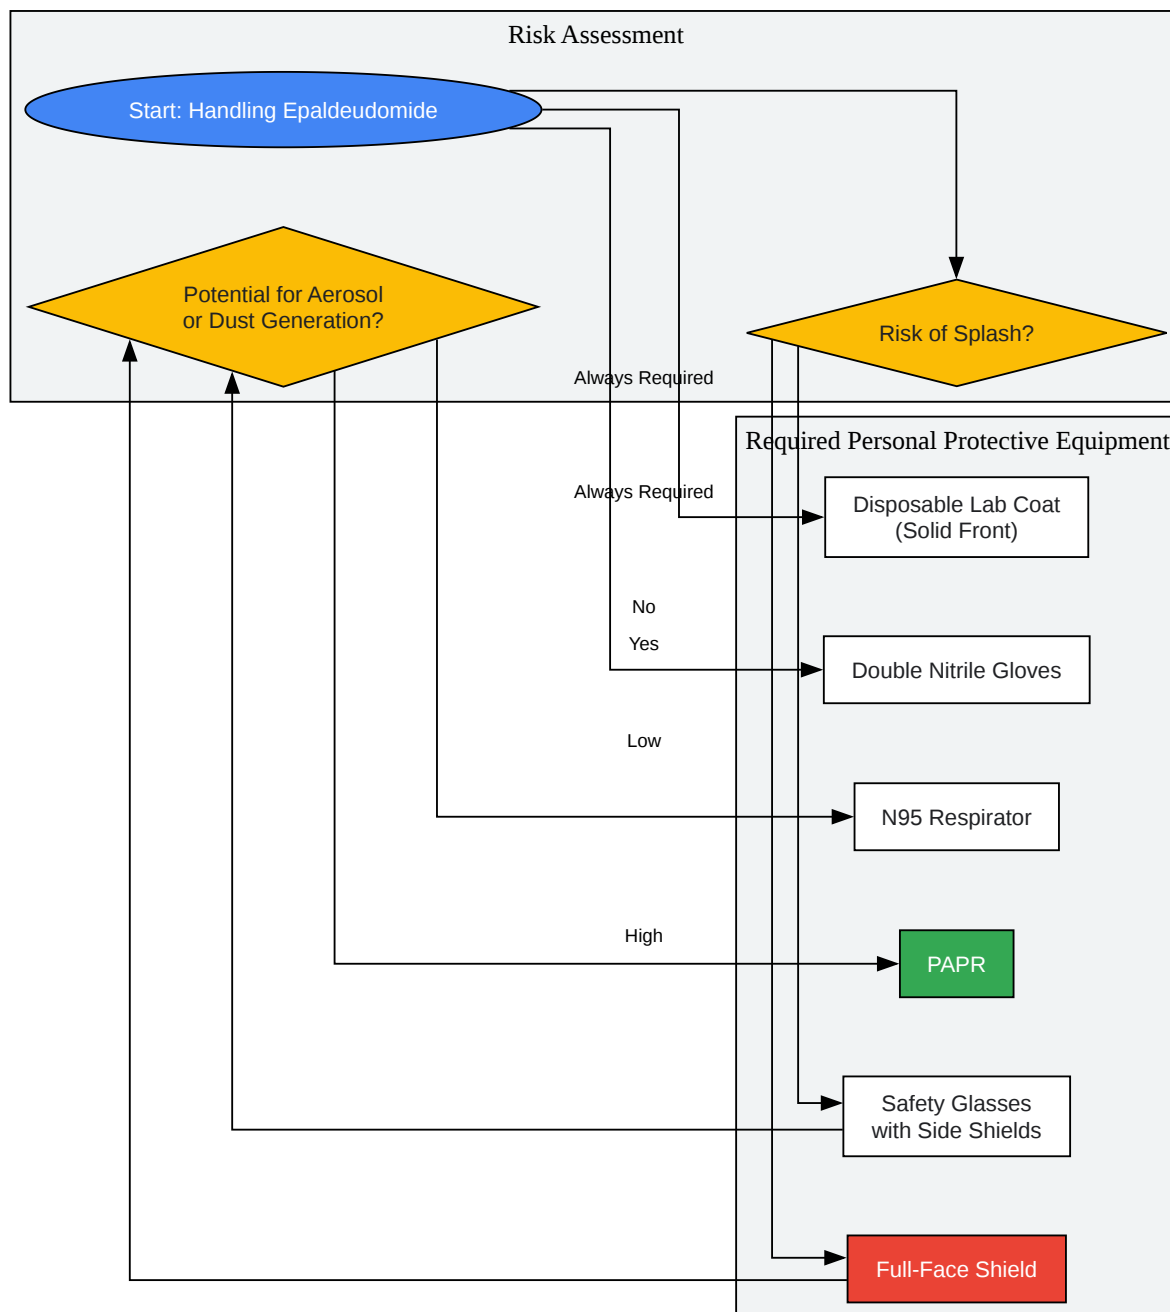 Risk Assessment
Start: Handling Epaldeudomide
Potential for Aerosol
or Dust Generation?
Risk of Splash?
Always Required
Required Personal Protective Equipment
Always Required
Disposable Lab Coat
(Solid Front)
No
Yes
Double Nitrile Gloves
Low
N95 Respirator
High
PAPR
Safety Glasses
with Side Shields
Full-Face Shield